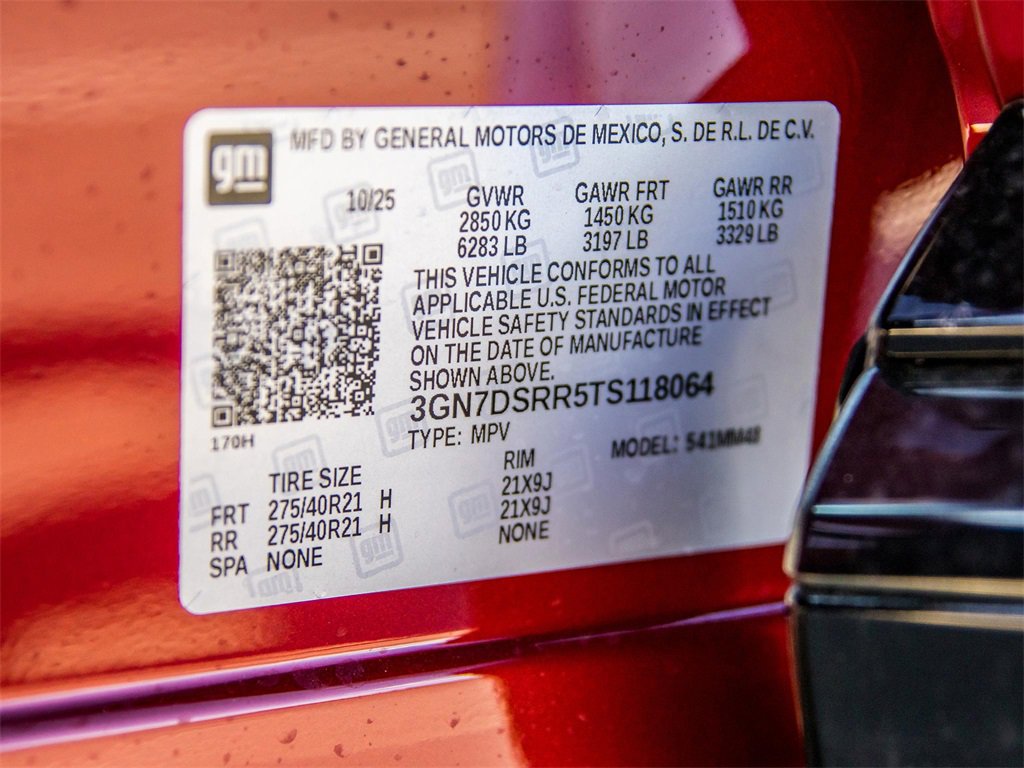 gm
MFD BY GENERAL MOTORS DE MEXICO, S. DE R.L. DE C.V.
10/25
GVWR GAWR FRT GAWR RR
2850 KG 1450 KG 1510 KG
6283 LB 3197 LB 3329 LB
THIS VEHICLE CONFORMS TO ALL
APPLICABLE U.S. FEDERAL MOTOR
VEHICLE SAFETY STANDARDS IN EFFECT
ON THE DATE OF MANUFACTURE
SHOWN ABOVE.
3GN7DSRR5TS118064
170H
TYPE: MPV MODEL: 541MM48
TIRE SIZE RIM
FRT 275/40R21 H 21X9J
RR 275/40R21 H 21X9J
SPA NONE NONE